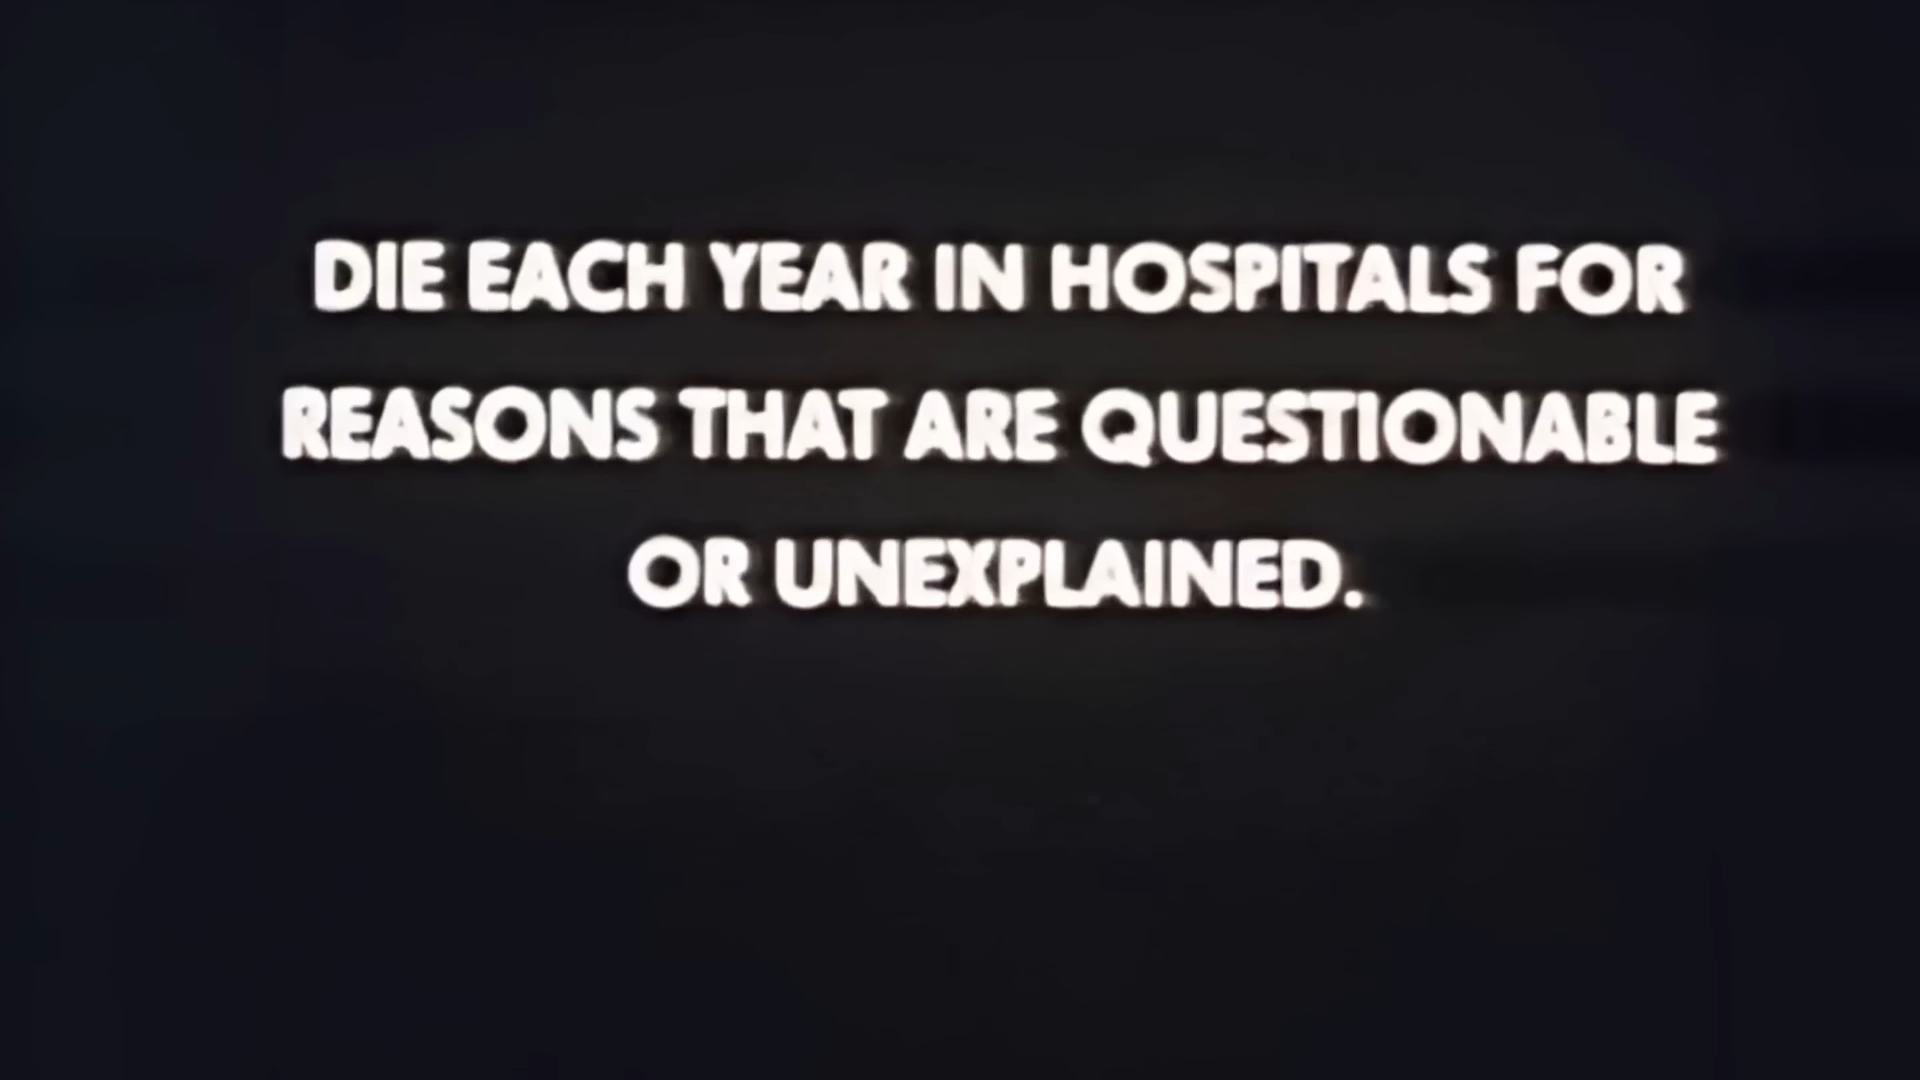 DIE EACH YEAR IN HOSPITALS FOR
REASONS THAT ARE QUESTIONABLE
OR UNEXPLAINED.